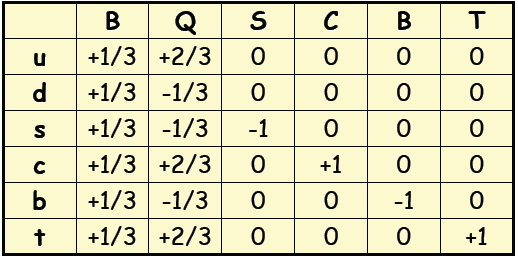 B Q S C B T
u +1/3 +2/3 0 0 0 0
d +1/3 -1/3 0 0 0 0
s +1/3 -1/3 -1 0 0 0
c +1/3 +2/3 0 +1 0 0
b +1/3 -1/3 0 0 -1 0
t +1/3 +2/3 0 0 0 +1